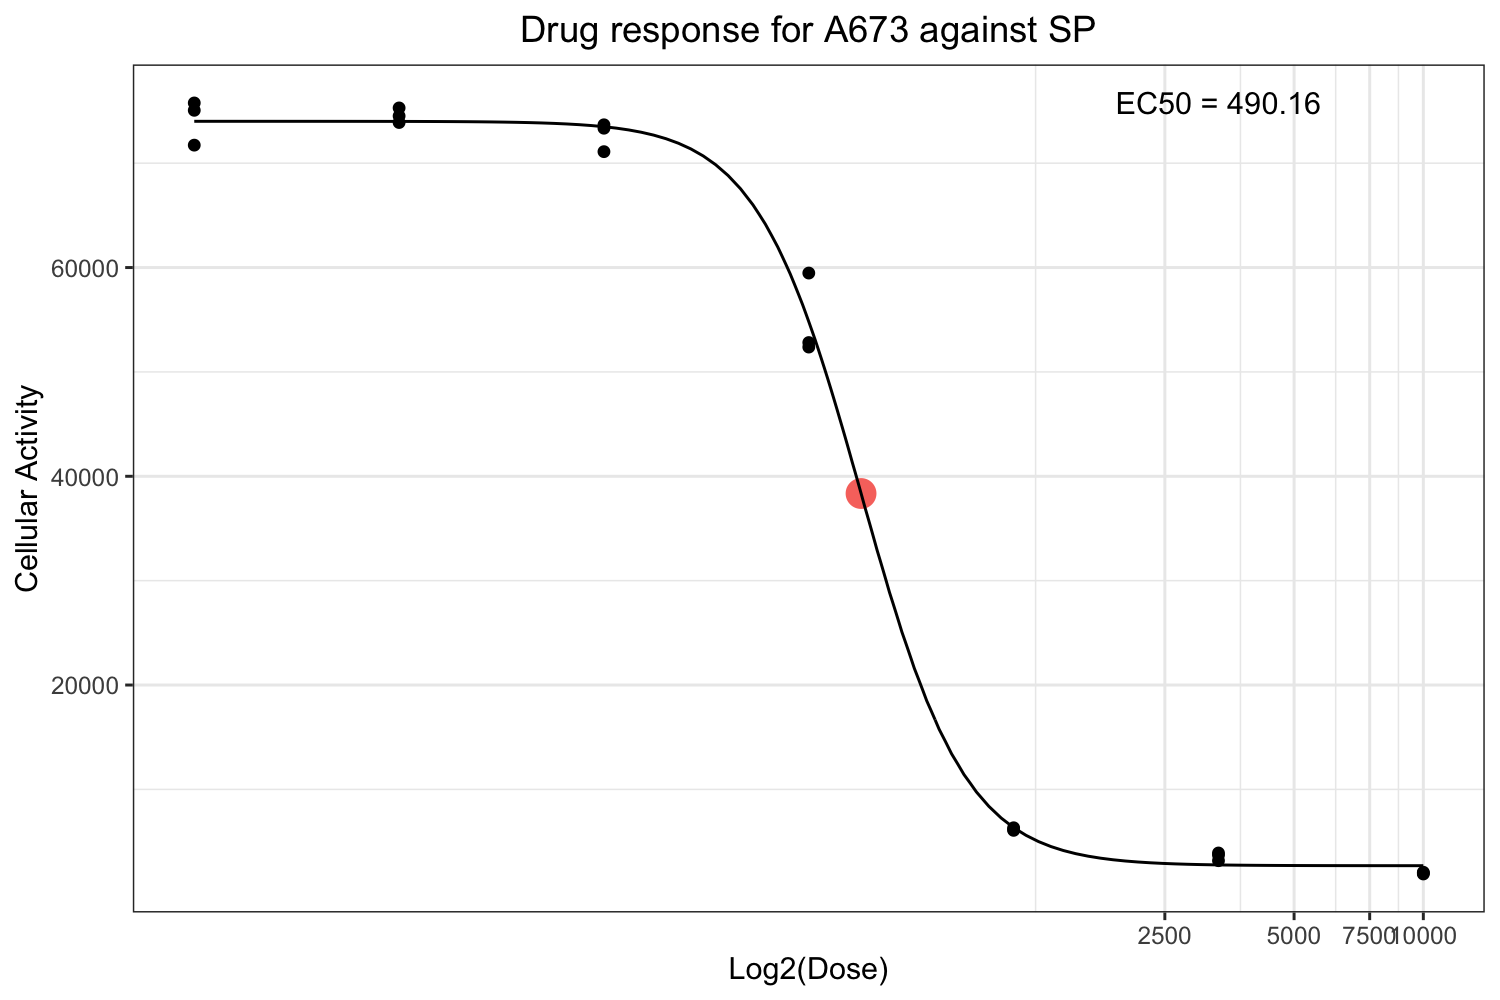 Drug response for A673 against SP
EC50 = 490.16
Cellular Activity
60000
40000
20000
2500 5000 7500 10000
Log2(Dose)